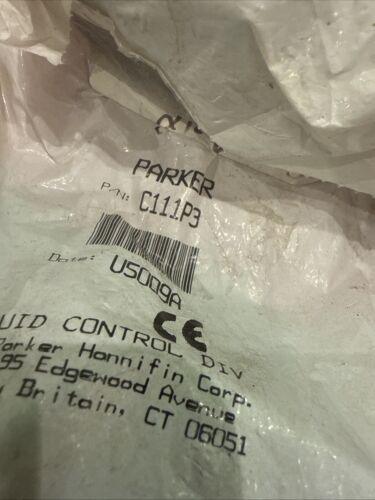 PARKER
P/N: C111P3
Date: U5009A
CE
UID CONTROL DIV
Parker Hannifin Corp.
95 Edgewood Avenue
Britain, CT 06051